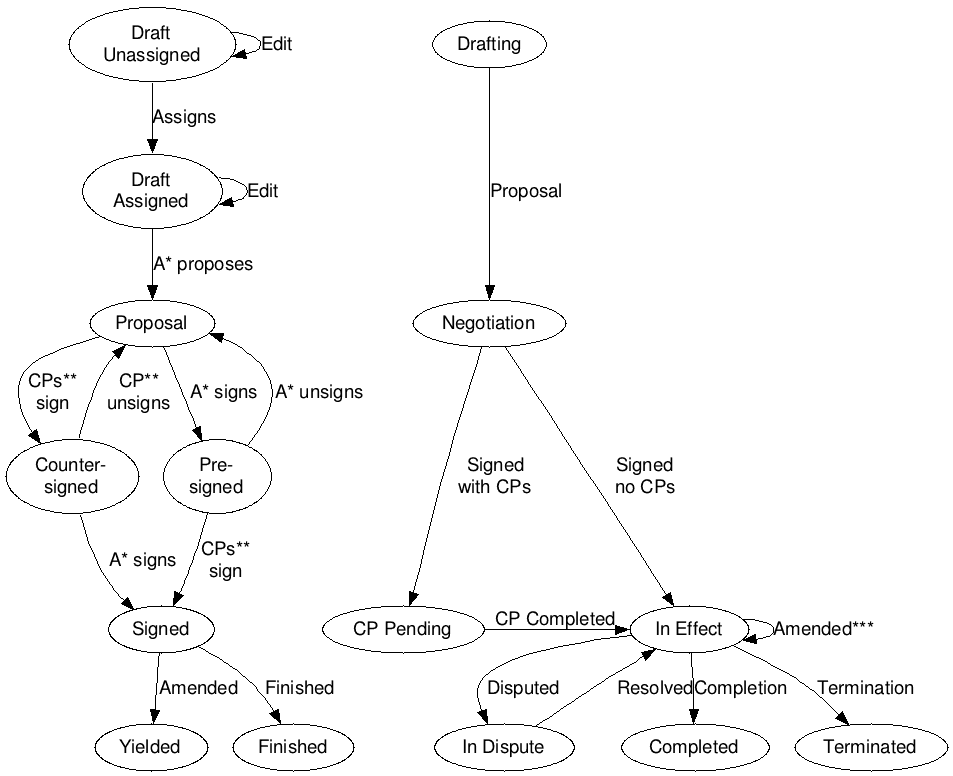 Draft
Unassigned
Edit
Assigns
Draft
Assigned
Edit
A* proposes
Proposal
CPs**
sign
CP**
unsigns
A* signs
A* unsigns
Counter-
signed
Pre-
signed
A* signs
CPs**
sign
Signed
Amended
Finished
Yielded
Finished
Drafting
Proposal
Negotiation
Signed
with CPs
Signed
no CPs
CP Pending
CP Completed
In Effect
Amended***
Disputed
Resolved
Completion
Termination
In Dispute
Completed
Terminated